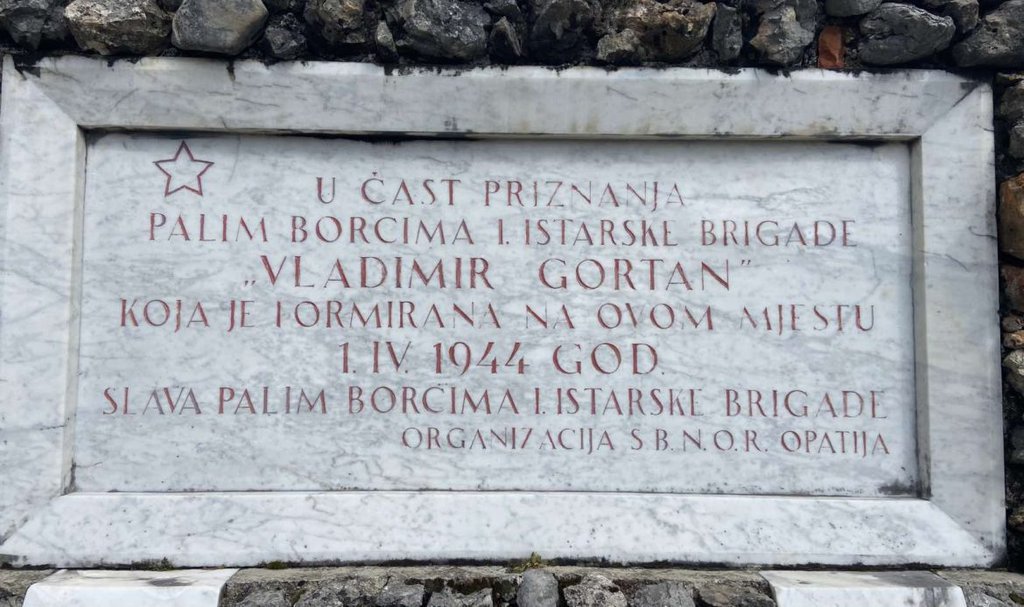 U ČAST PRIZNANJA
PALIM BORCIMA I. ISTARSKE BRIGADE
„VLADIMIR GORTAN”
KOJA JE FORMIRANA NA OVOM MJESTU
1. IV. 1944 GOD.
SLAVA PALIM BORCIMA I. ISTARSKE BRIGADE
ORGANIZACIJA S.B.N.O.R. OPATIJA